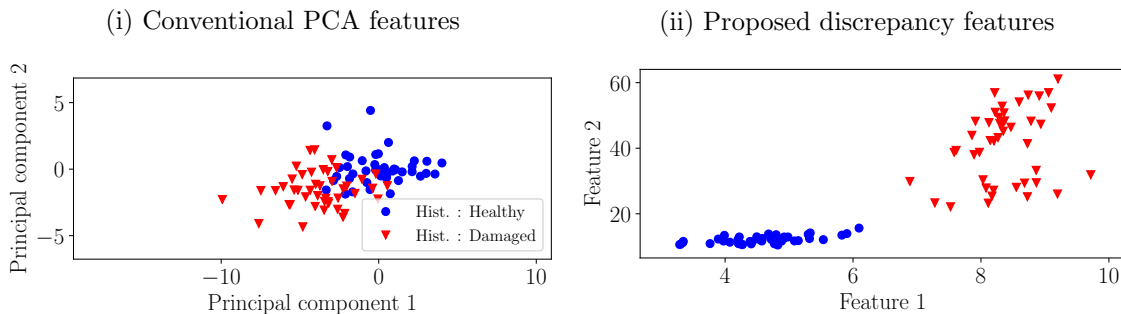 (i) Conventional PCA features
Principal component 2
5
0
−5
−10
0
10
Principal component 1
Hist. : Healthy
Hist. : Damaged
(ii) Proposed discrepancy features
Feature 2
60
40
20
4
6
8
10
Feature 1